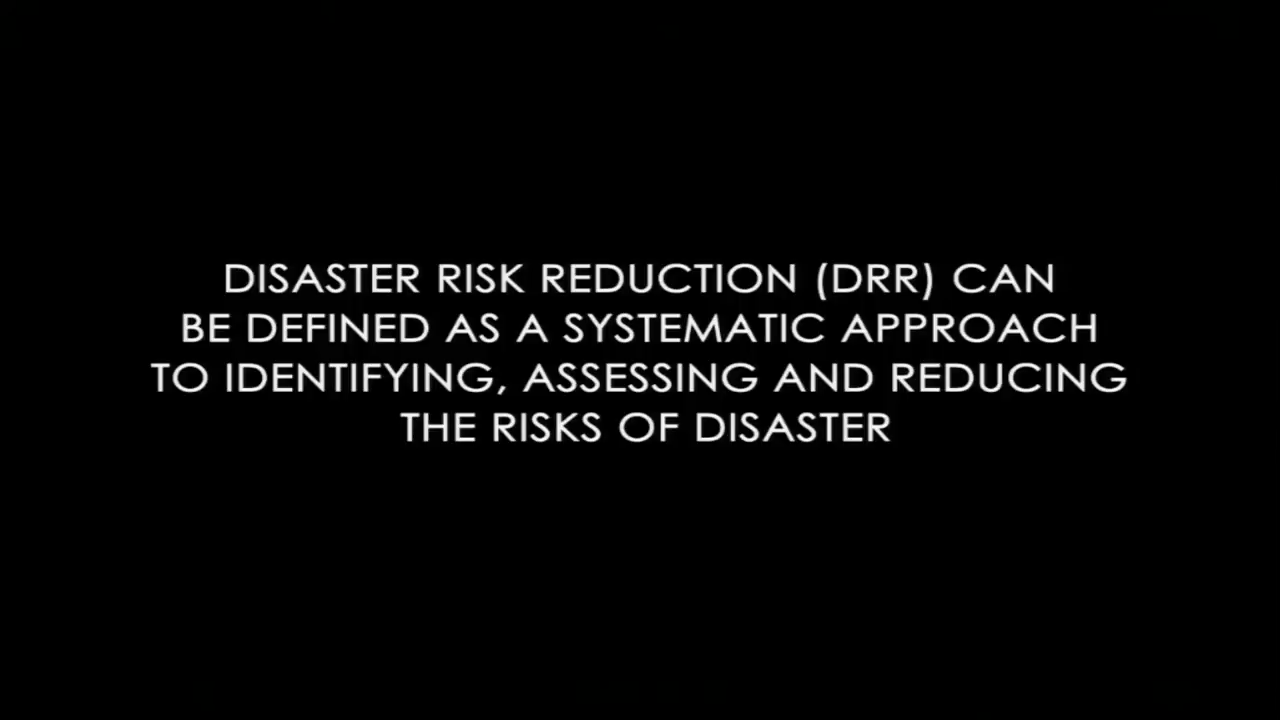 DISASTER RISK REDUCTION (DRR) CAN
BE DEFINED AS A SYSTEMATIC APPROACH
TO IDENTIFYING, ASSESSING AND REDUCING
THE RISKS OF DISASTER